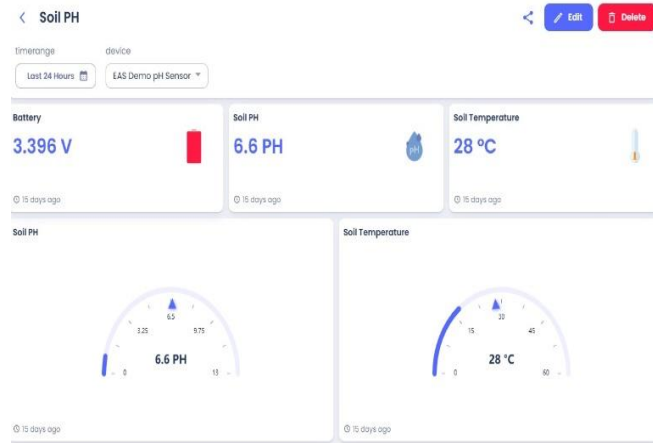 Soil PH
Edit
Delete
timerange
device
Last 24 Hours
EAS Demo pH Sensor
Battery
3.396 V
15 days ago
Soil PH
6.6 PH
pH
15 days ago
Soil Temperature
28 ºC
15 days ago
Soil PH
0
3.25
6.5
9.75
13
6.6 PH
15 days ago
Soil Temperature
0
15
30
45
60
28 °C
15 days ago